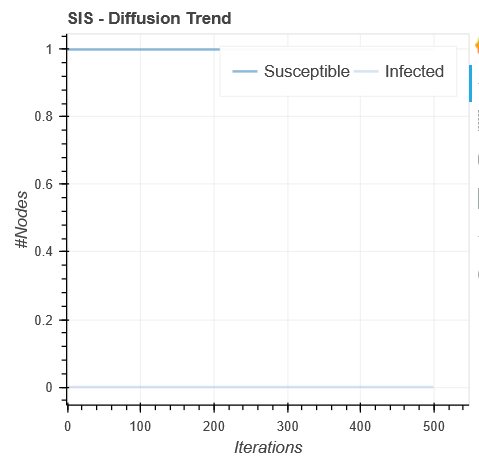 SIS - Diffusion Trend
Susceptible Infected
1
0.8
0.6
0.4
0.2
0
#Nodes
0 100 200 300 400 500
Iterations